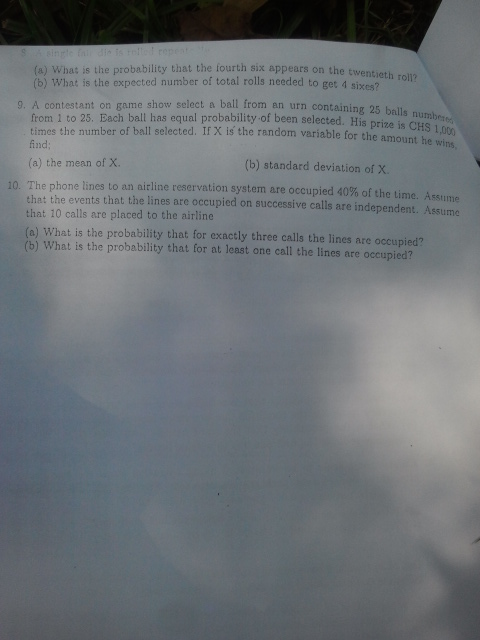 8. A single fair die is rolled
(a) What is the probability that the fourth six appears on the twentieth roll?
(b) What is the expected number of total rolls needed to get 4 sixes?
9. A contestant on game show select a ball from an urn containing 25 balls numbered
from 1 to 25. Each ball has equal probability of been selected. His prize is CHS 1,000
times the number of ball selected. If X is the random variable for the amount he wins,
find;
(a) the mean of X.
(b) standard deviation of X.
10. The phone lines to an airline reservation system are occupied 40% of the time. Assume
that the events that the lines are occupied on successive calls are independent. Assume
that 10 calls are placed to the airline
(a) What is the probability that for exactly three calls the lines are occupied?
(b) What is the probability that for at least one call the lines are occupied?